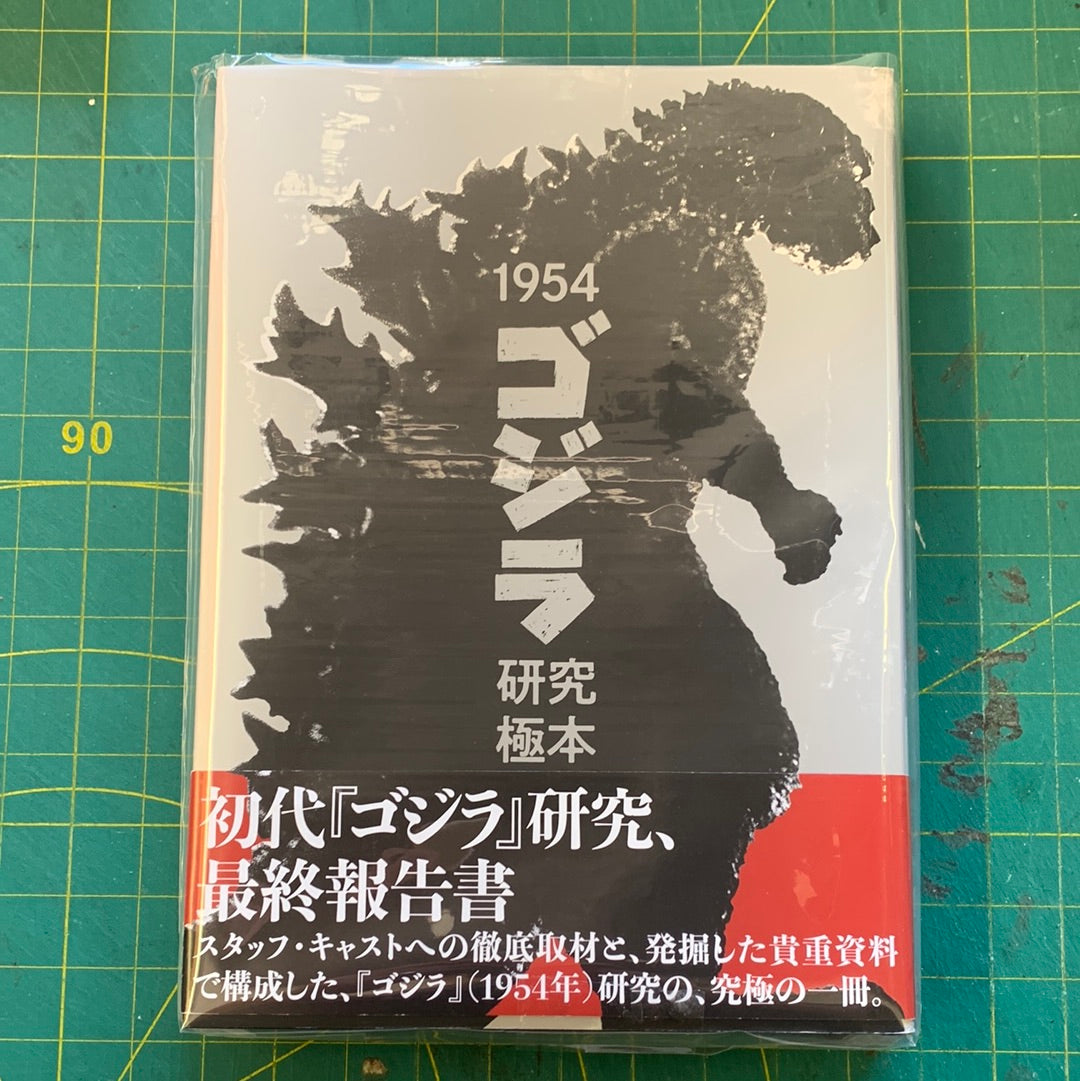 1954
ゴジラ
研究
極本
初代『ゴジラ』研究、
最終報告書
スタッフ・キャストへの徹底取材と、発掘した貴重資料
で構成した、『ゴジラ』(1954年)研究の、究極の一冊。
90